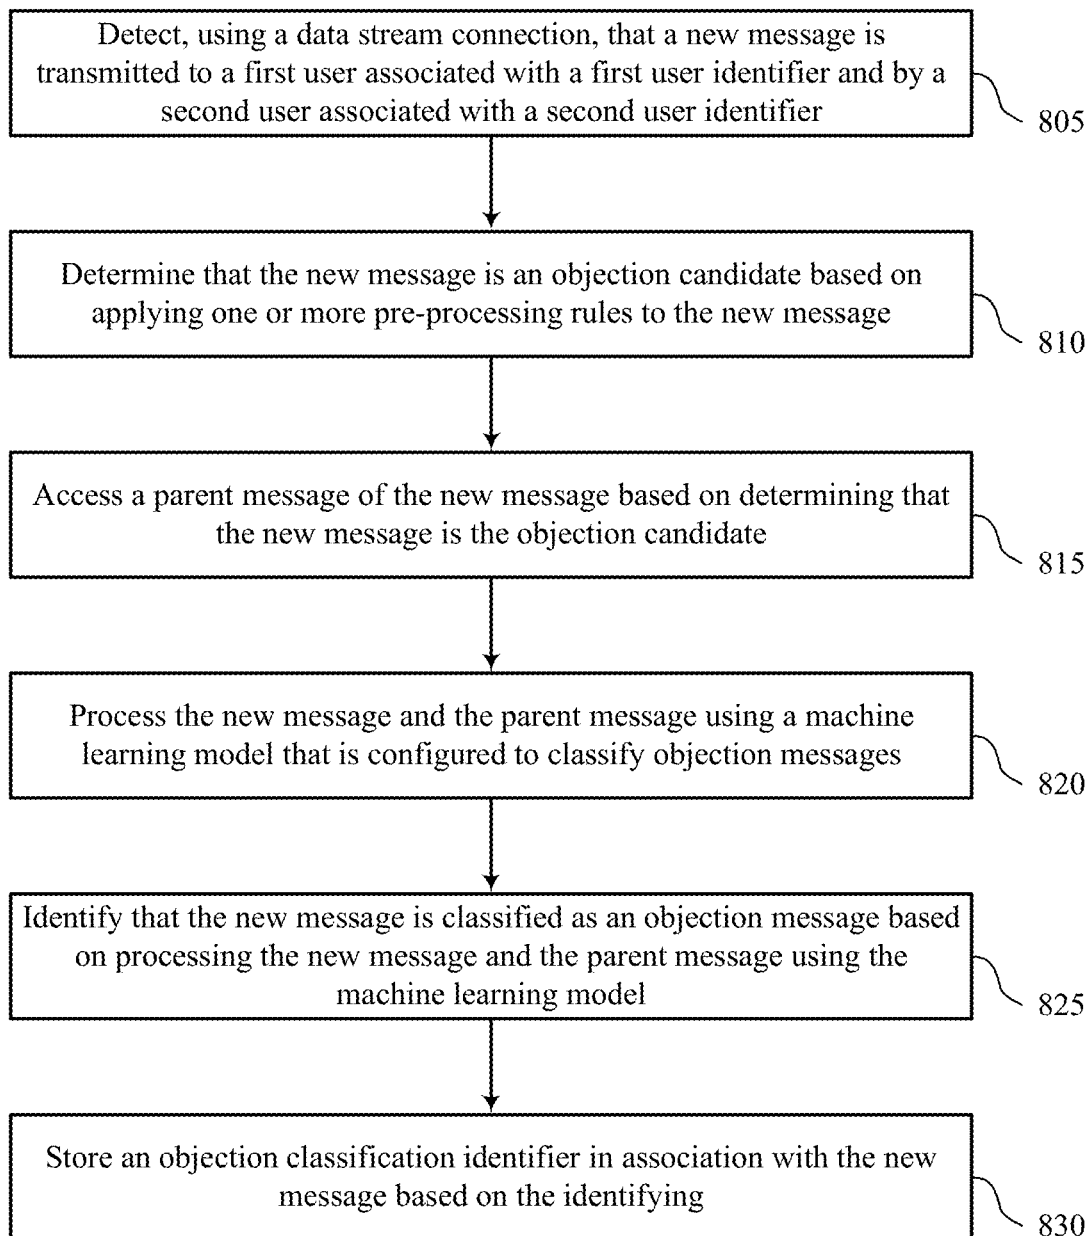 Detect, using a data stream connection, that a new message is
transmitted to a first user associated with a first user identifier and by a
second user associated with a second user identifier
805
Determine that the new message is an objection candidate based on
applying one or more pre-processing rules to the new message
810
Access a parent message of the new message based on determining that
the new message is the objection candidate
815
Process the new message and the parent message using a machine
learning model that is configured to classify objection messages
820
Identify that the new message is classified as an objection message based
on processing the new message and the parent message using the
machine learning model
825
Store an objection classification identifier in association with the new
message based on the identifying
830